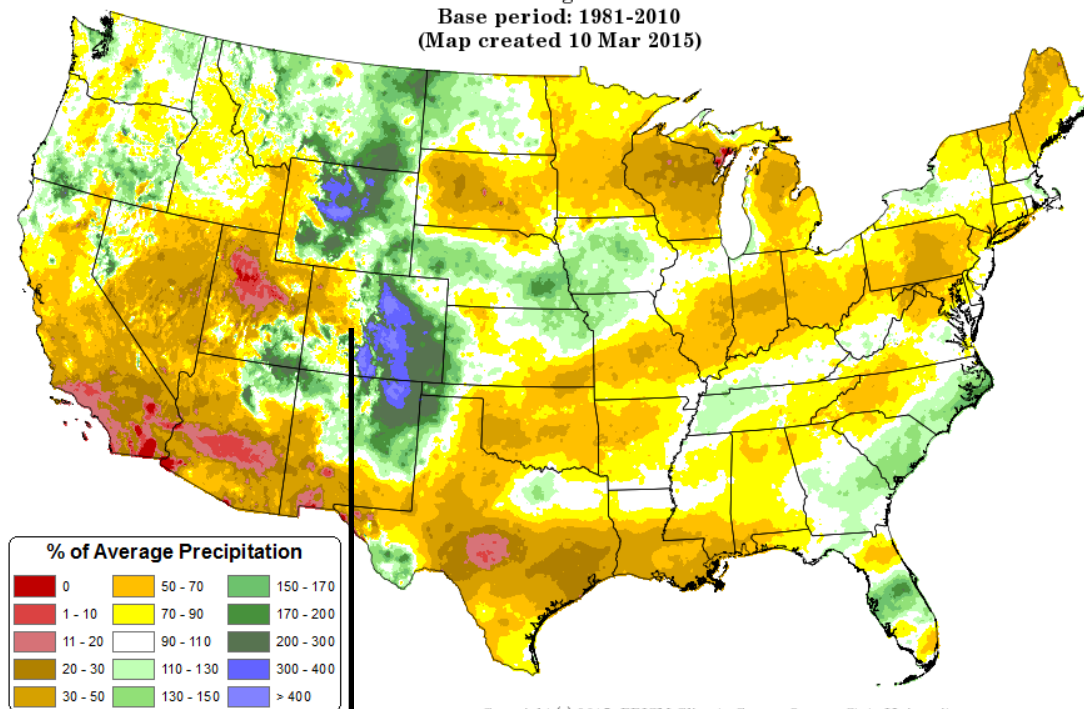 Base period: 1981-2010
(Map created 10 Mar 2015)
% of Average Precipitation
0
50 - 70
150 - 170
1 - 10
70 - 90
170 - 200
11 - 20
90 - 110
200 - 300
20 - 30
110 - 130
300 - 400
30 - 50
130 - 150
> 400